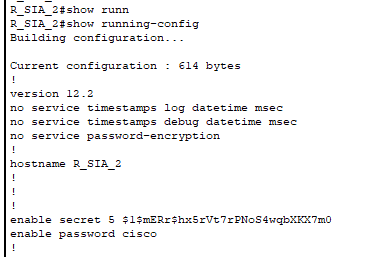 R_SIA_2#show runn
R_SIA_2#show running-config
Building configuration...
Current configuration : 614 bytes
!
version 12.2
no service timestamps log datetime msec
no service timestamps debug datetime msec
no service password-encryption
!
hostname R_SIA_2
!
!
!
enable secret 5 $1$mERr$hx5rVt7rPNoS4wqbXKX7m0
enable password cisco
!